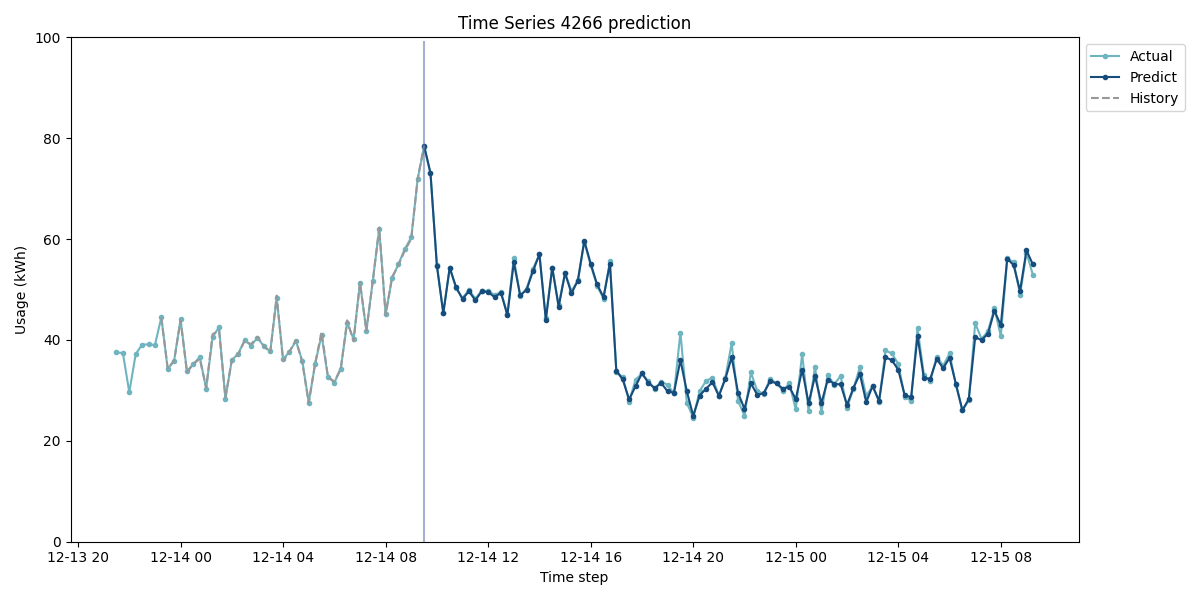 Time Series 4266 prediction
100
80
60
40
20
0
Usage (kWh)
12-13 20
12-14 00
12-14 04
12-14 08
12-14 12
12-14 16
12-14 20
12-15 00
12-15 04
12-15 08
Time step
Actual
Predict
History